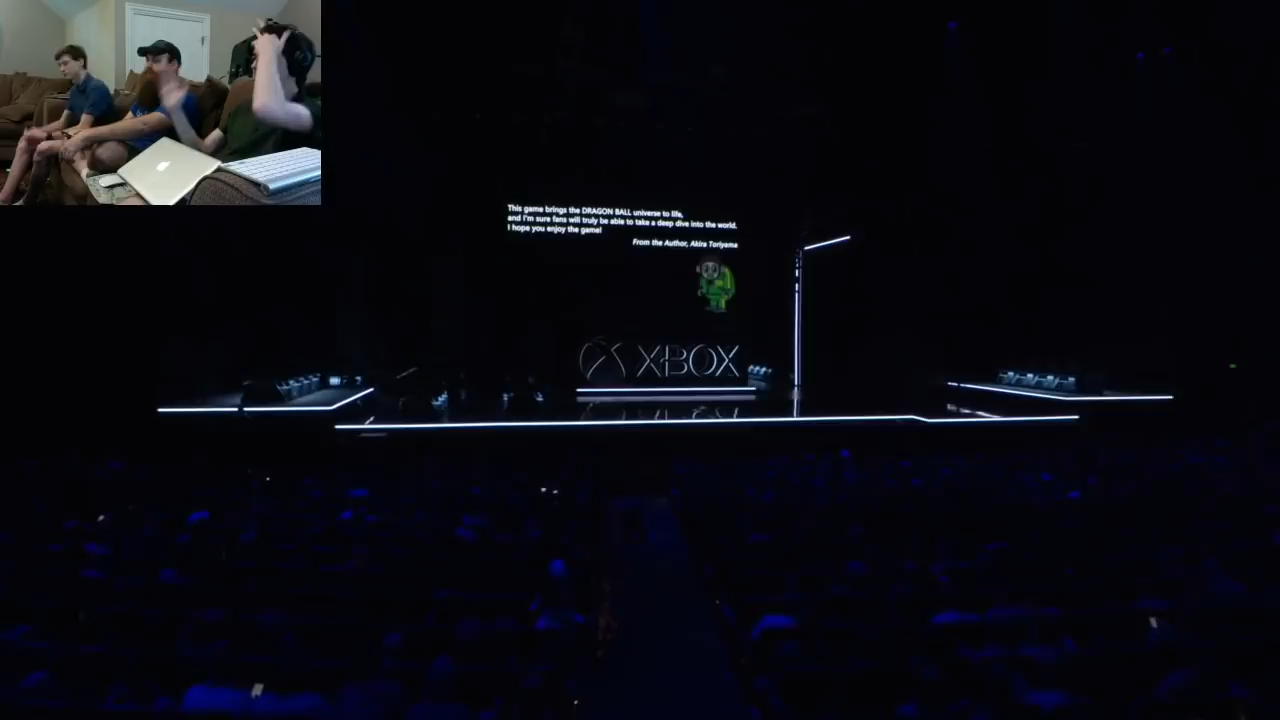 This game brings the DRAGON BALL universe to life,
and I'm sure fans will truly be able to take a deep dive into the world.
I hope you enjoy the game!
From the Author, Akira Toriyama
XBOX